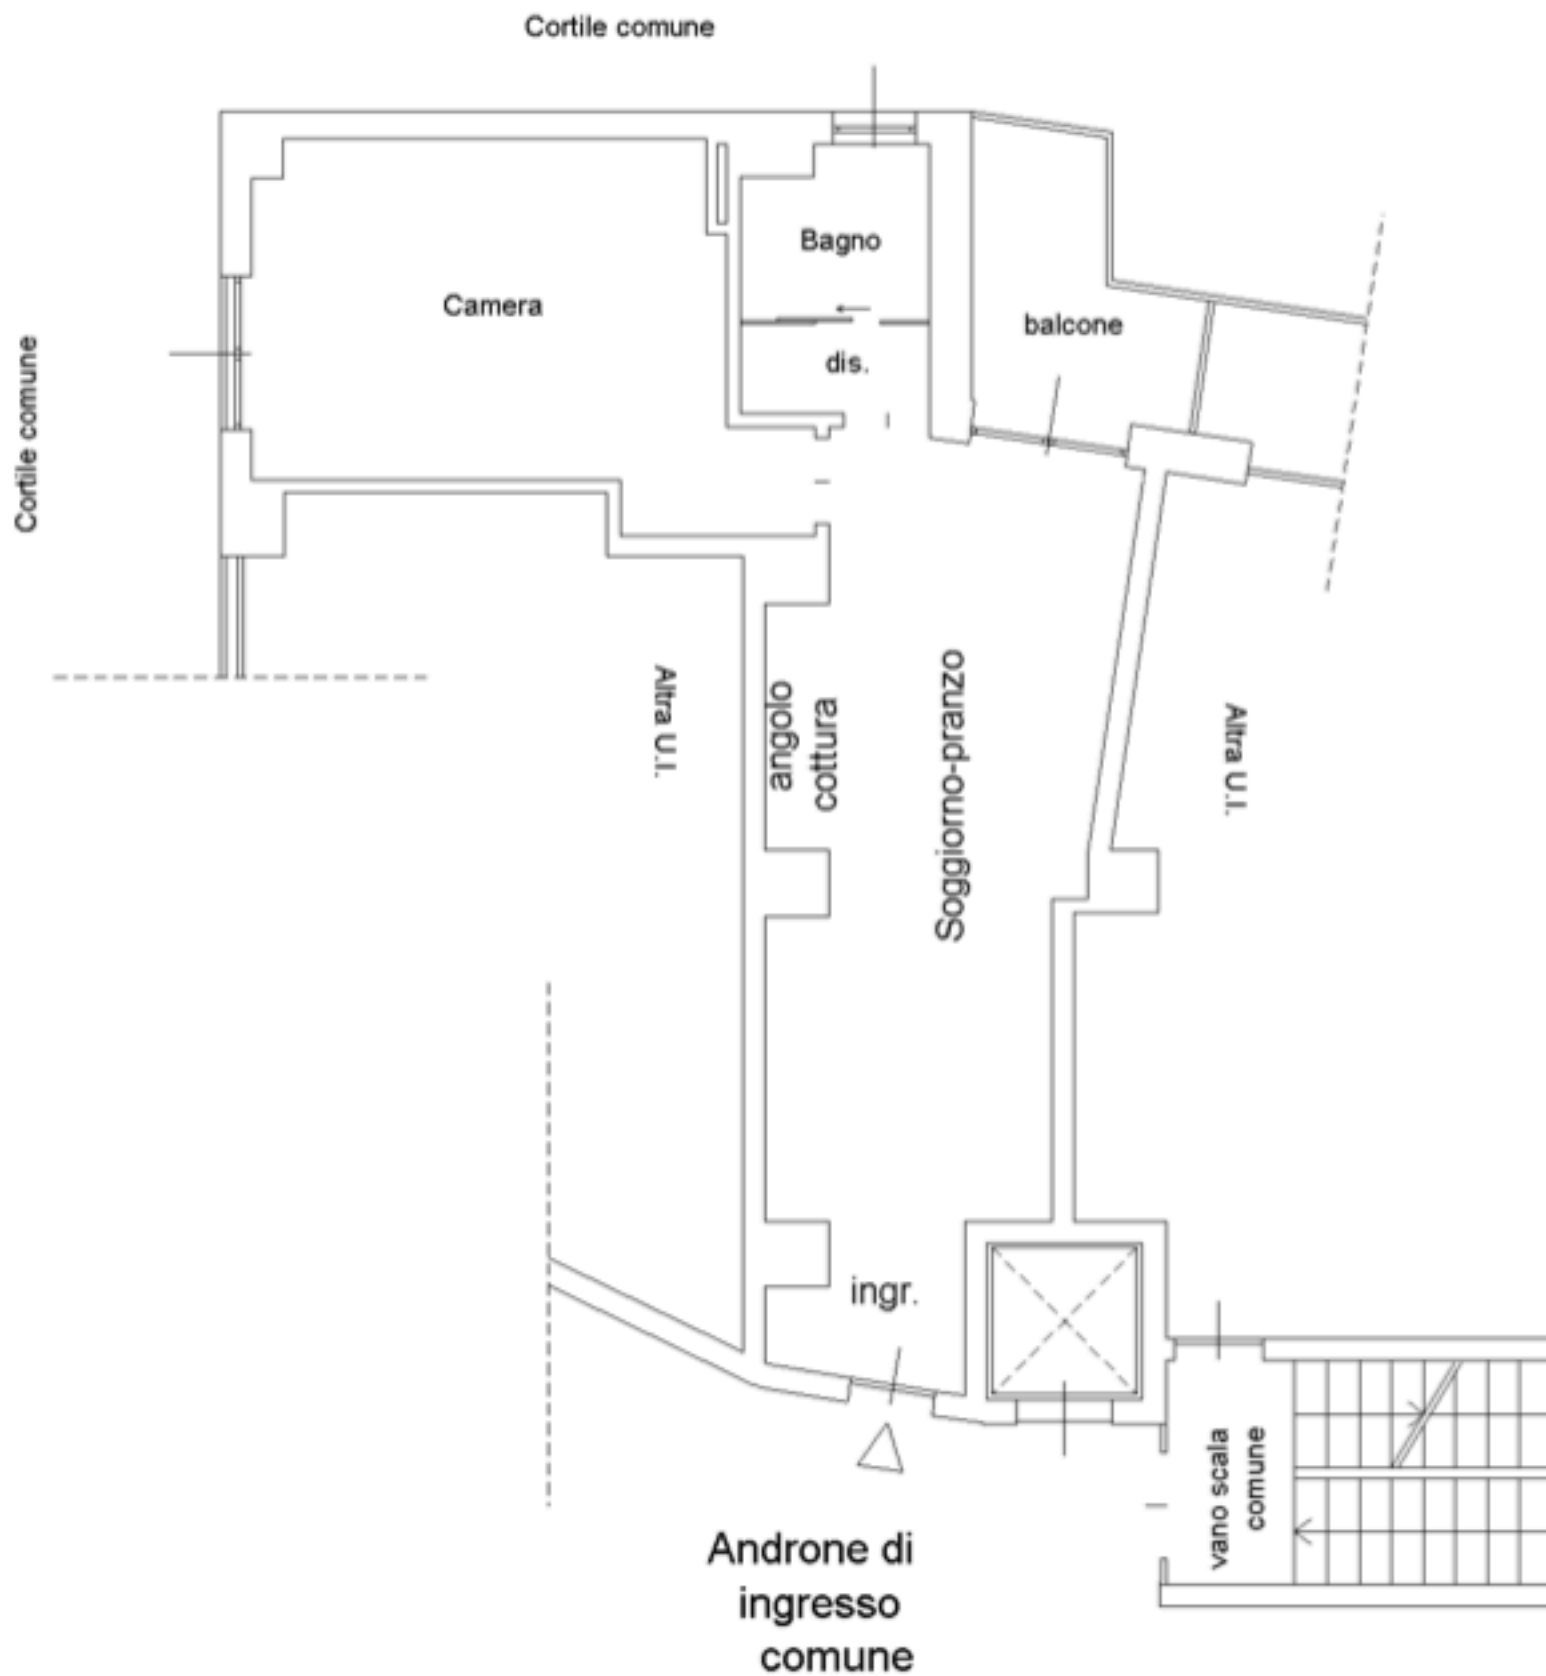 Cortile comune
Bagno
Camera
balcone
dis.
Cortile comune
Altra U.I.
angolo
cottura
Soggiorno-pranzo
Altra U.I.
ingr.
vano scala
comune
Androne di
ingresso
comune